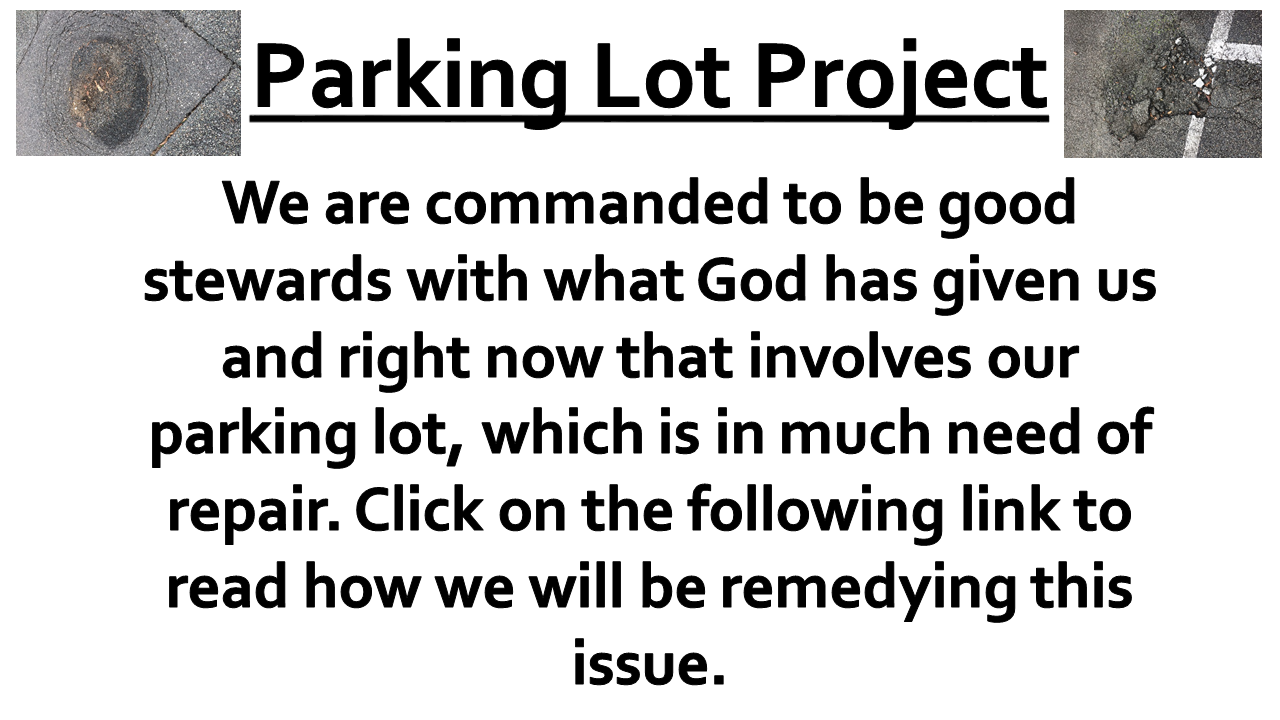 Parking Lot Project
We are commanded to be good
stewards with what God has given us
and right now that involves our
parking lot, which is in much need of
repair. Click on the following link to
read how we will be remedying this
issue.